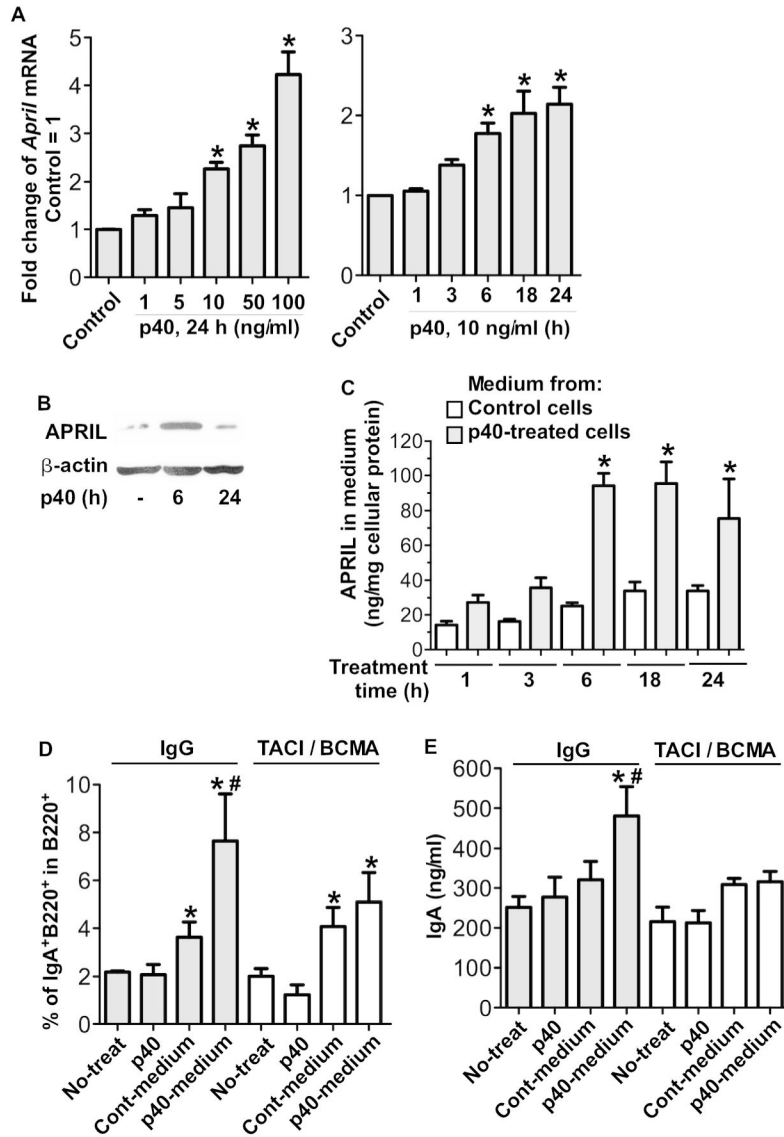 A
Fold change of April mRNA
Control = 1
5
4
3
2
1
0
* * *
Control 1 5 10 50 100
p40, 24 h (ng/ml)
3
2
1
0
* * *
Control 1 3 6 18 24
p40, 10 ng/ml (h)
B
APRIL
β-actin
p40 (h) - 6 24
C
Medium from:
Control cells
p40-treated cells
APRIL in medium
(ng/mg cellular protein)
120
100
80
60
40
20
0
* * *
Treatment
time (h)
1 3 6 18 24
D
IgG TACI / BCMA
% of IgA+B220+ in B220+
10
8
6
4
2
0
* *# * *
No-treat p40 Cont-medium p40-medium No-treat p40 Cont-medium p40-medium
E
IgG TACI / BCMA
IgA (ng/ml)
600
500
400
300
200
100
0
*#
No-treat p40 Cont-medium p40-medium No-treat p40 Cont-medium p40-medium